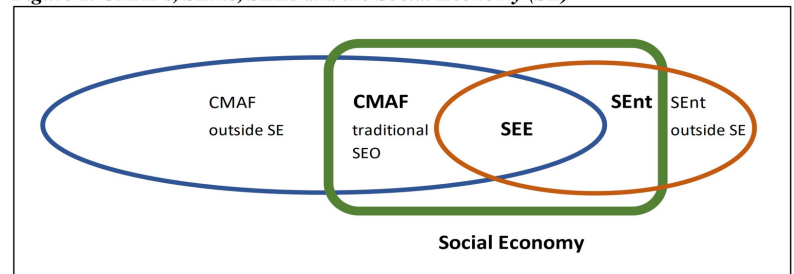 CMAF
outside SE
CMAF
traditional
SEO
SEE
SEnt
SEnt
outside SE
Social Economy